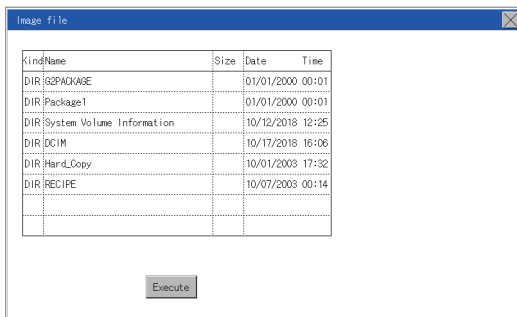 Image file
Kind Name Size Date Time
DIR G2PACKAGE 01/01/2000 00:01
DIR Package1 01/01/2000 00:01
DIR System Volume Information 10/12/2018 12:25
DIR DCIM 10/17/2018 16:06
DIR Hard_Copy 10/01/2003 17:32
DIR RECIPE 10/07/2003 00:14
Execute